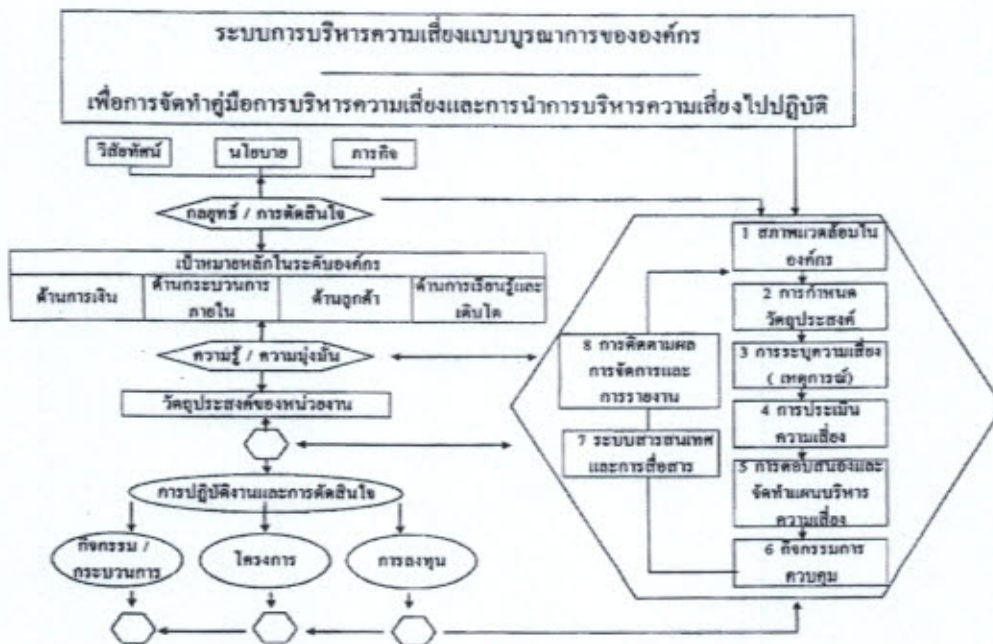 ระบบการบริหารความเสี่ยงแบบบูรณาการขององค์กร
เพื่อการจัดทำคู่มือการบริหารความเสี่ยงและการนำการบริหารความเสี่ยงไปปฏิบัติ
วิสัยทัศน์
นโยบาย
ภารกิจ
กลยุทธ์ / การตัดสินใจ
เป้าหมายหลักในระดับองค์กร
ด้านการเงิน
ด้านกระบวนการ
ภายใน
ด้านลูกค้า
ด้านการเรียนรู้และ
เติบโต
ความรู้ / ความมุ่งมั่น
วัตถุประสงค์ของหน่วยงาน
การปฏิบัติงานและการตัดสินใจ
กิจกรรม /
กระบวนการ
โครงการ
การลงทุน
1 สภาพแวดล้อมใน
องค์กร
2 การกำหนด
วัตถุประสงค์
3 การระบุความเสี่ยง
( เหตุการณ์)
4 การประเมิน
ความเสี่ยง
5 การตอบสนองและ
จัดทำแผนบริหาร
ความเสี่ยง
6 กิจกรรมการ
ควบคุม
7 ระบบสารสนเทศ
และการสื่อสาร
8 การติดตามผล
การจัดการและ
การรายงาน